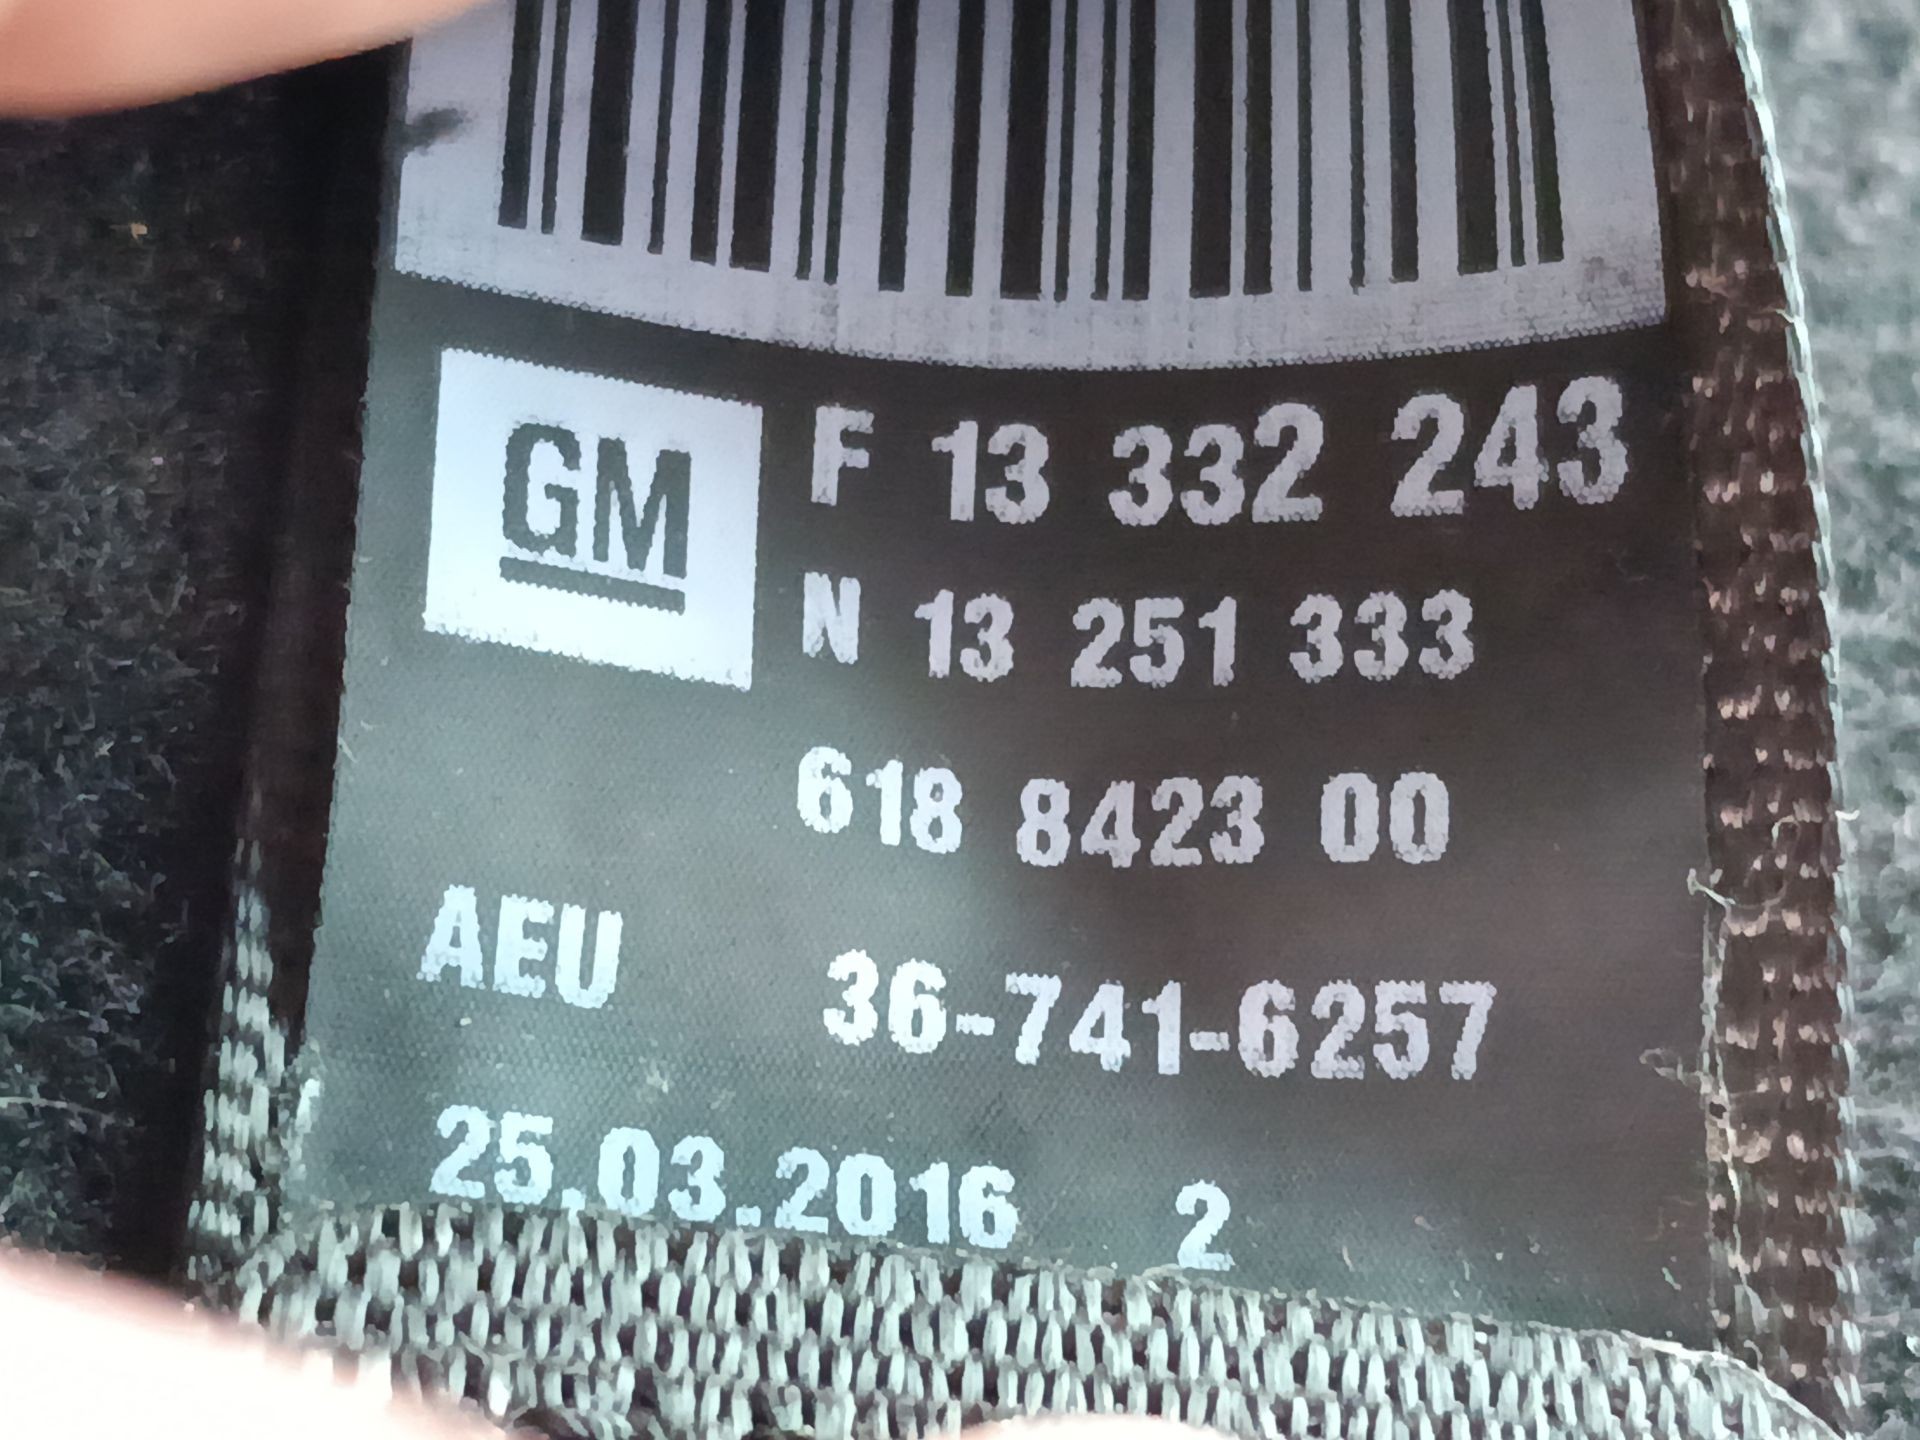 GM
F 13 332 243
N 13 251 333
618 8423 00
AEU 36-741-6257
25.03.2016 2